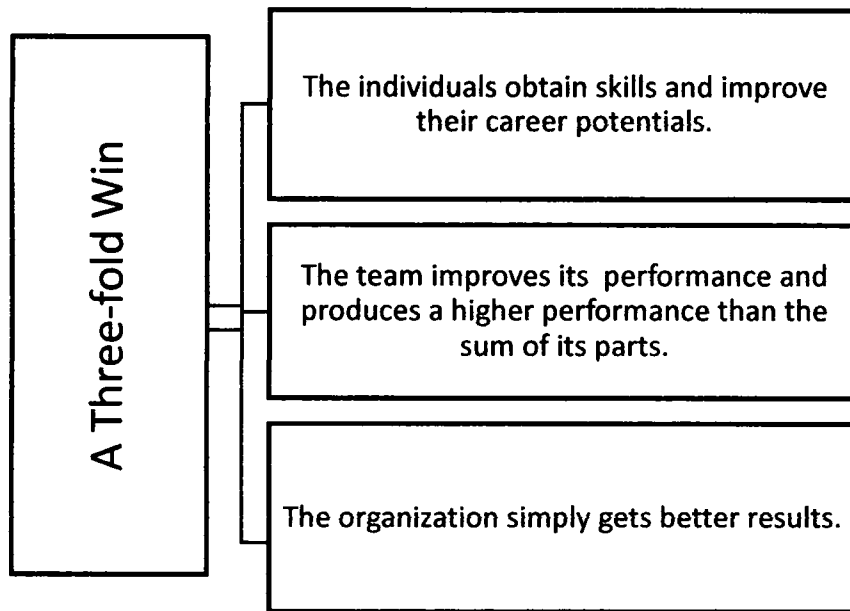 A Three-fold Win
The individuals obtain skills and improve
their career potentials.
The team improves its performance and
produces a higher performance than the
sum of its parts.
The organization simply gets better results.